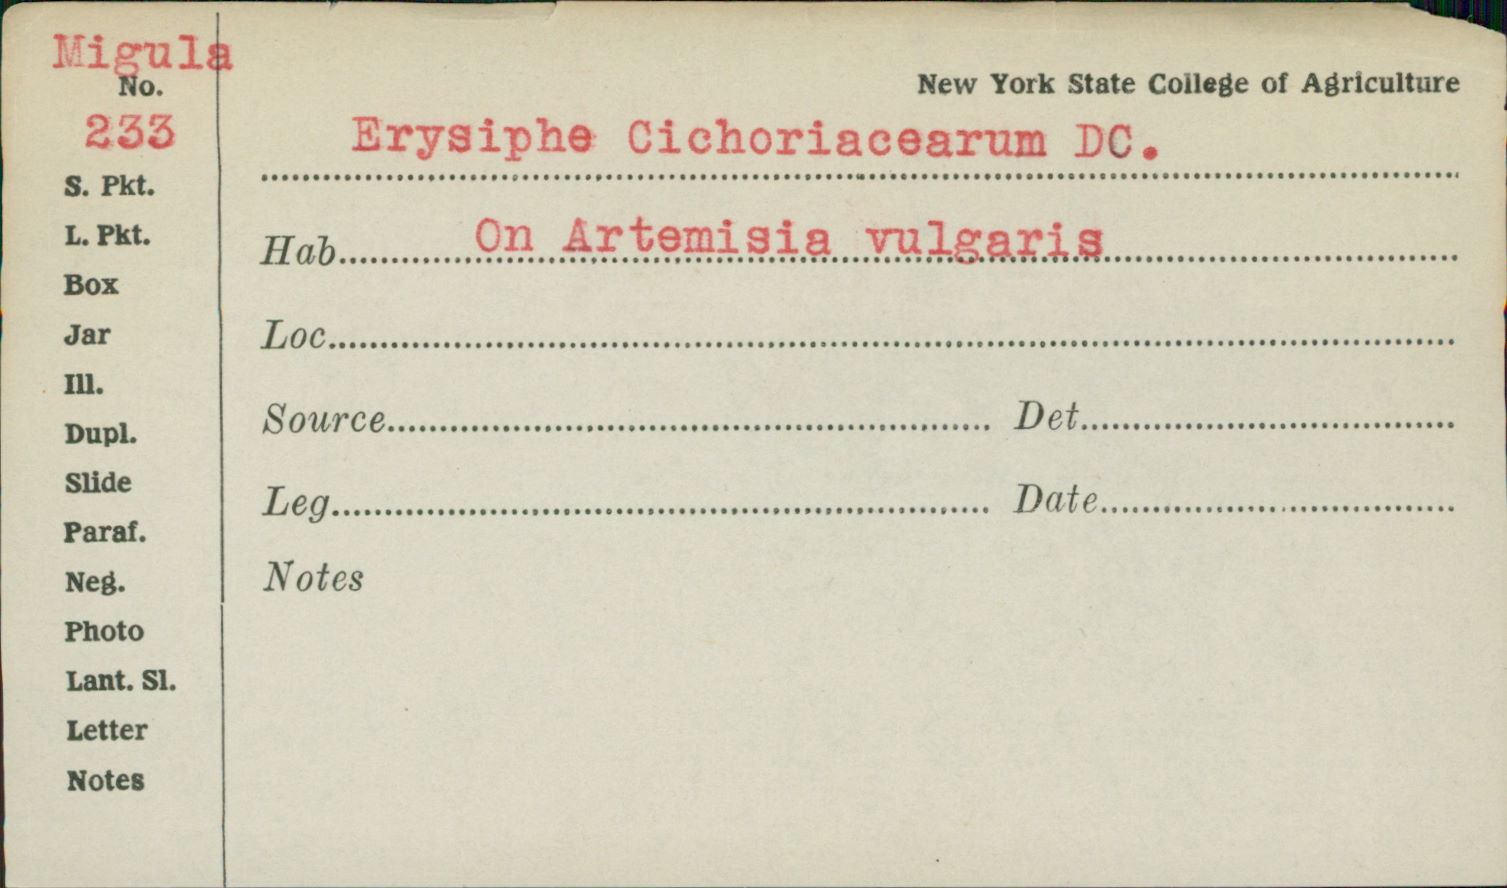 Migula
No.
New York State College of Agriculture
233
Erysiphe Cichoriacearum DC.
S. Pkt.
L. Pkt.
Hab. On Artemisia vulgaris
Box
Jar
Loc.
Ill.
Dupl.
Source Det.
Slide
Leg. Date
Paraf.
Neg.
Notes
Photo
Lant. Sl.
Letter
Notes